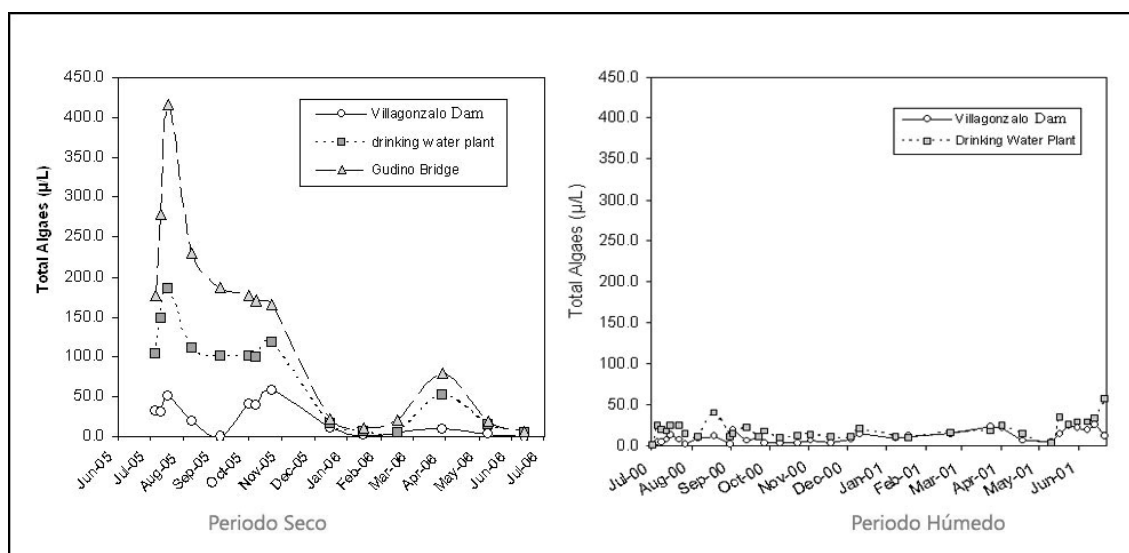 450.0
400.0
350.0
300.0
250.0
200.0
150.0
100.0
50.0
0.0
Total Algaes (µ/L)
Villagonzalo Dam
drinking water plant
Gudino Bridge
Jun-05
Jul-05
Aug-05
Sep-05
Oct-05
Nov-05
Dec-05
Jan-06
Feb-06
Mar-06
Apr-06
May-06
Jun-06
Jul-06
Periodo Seco
450.0
400.0
350.0
300.0
250.0
200.0
150.0
100.0
50.0
0.0
Total Algaes (µ/L)
Villagonzalo Dam
Drinking Water Plant
Jul-00
Aug-00
Sep-00
Oct-00
Nov-00
Dec-00
Jan-01
Feb-01
Mar-01
Apr-01
May-01
Jun-01
Periodo Húmedo